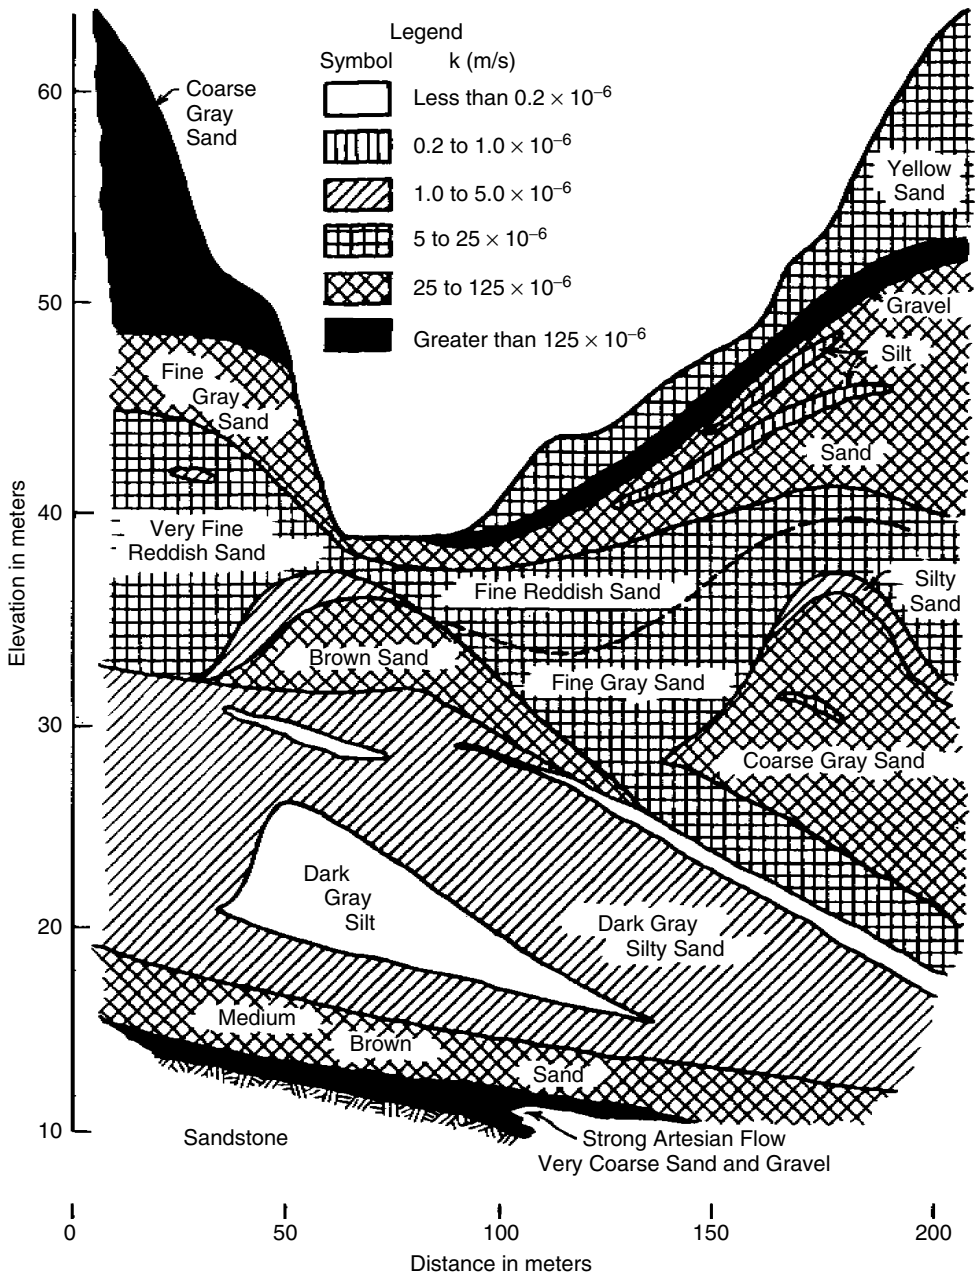 Legend
Symbol k (m/s)
Less than 0.2 × 10⁻⁶
0.2 to 1.0 × 10⁻⁶
1.0 to 5.0 × 10⁻⁶
5 to 25 × 10⁻⁶
25 to 125 × 10⁻⁶
Greater than 125 × 10⁻⁶
Coarse
Gray
Sand
Yellow
Sand
Gravel
Silt
Sand
Fine
Gray
Sand
Very Fine
Reddish Sand
Fine Reddish Sand
Silty
Sand
Brown Sand
Fine Gray Sand
Coarse Gray Sand
Dark
Gray
Silt
Dark Gray
Silty Sand
Medium
Brown
Sand
Sandstone
Strong Artesian Flow
Very Coarse Sand and Gravel
Elevation in meters
60
50
40
30
20
10
0 50 100 150 200
Distance in meters